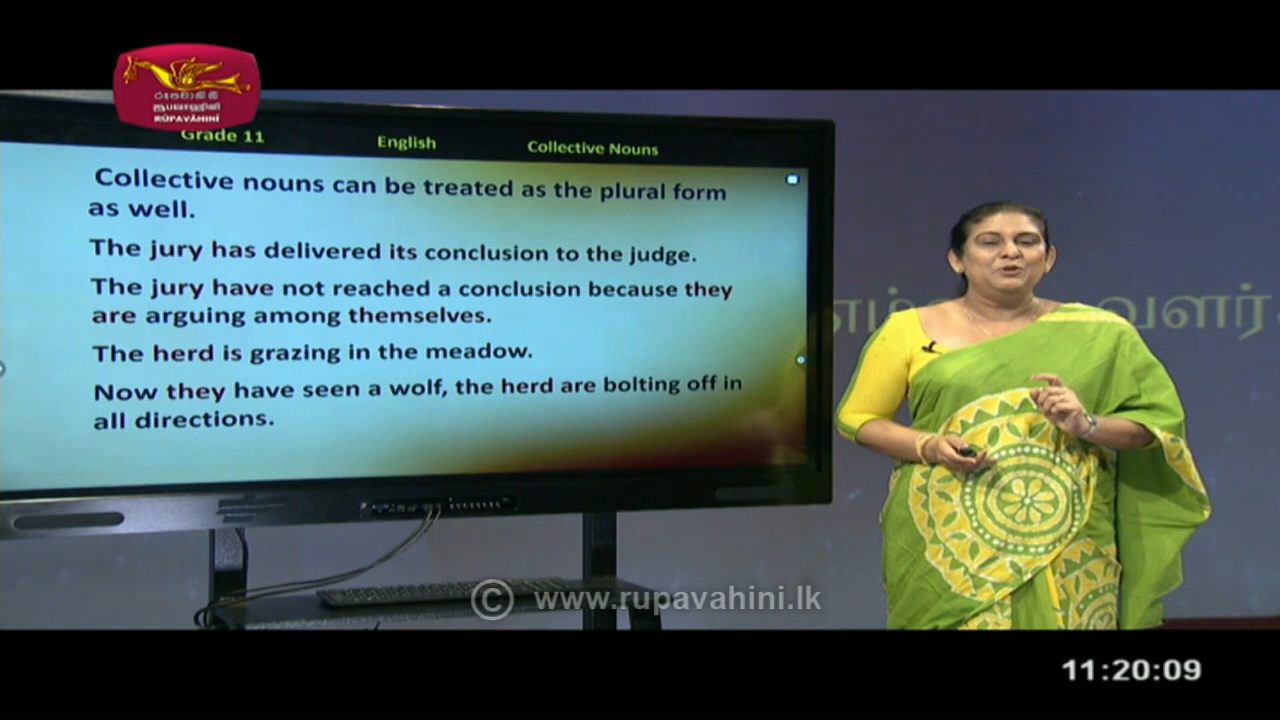 රූපවාහිනී
ரூபவாஹினி
RŪPAVĀHINĪ
Grade 11 English Collective Nouns
Collective nouns can be treated as the plural form
as well.
The jury has delivered its conclusion to the judge.
The jury have not reached a conclusion because they
are arguing among themselves.
The herd is grazing in the meadow.
Now they have seen a wolf, the herd are bolting off in
all directions.
© www.rupavahini.lk
11:20:09